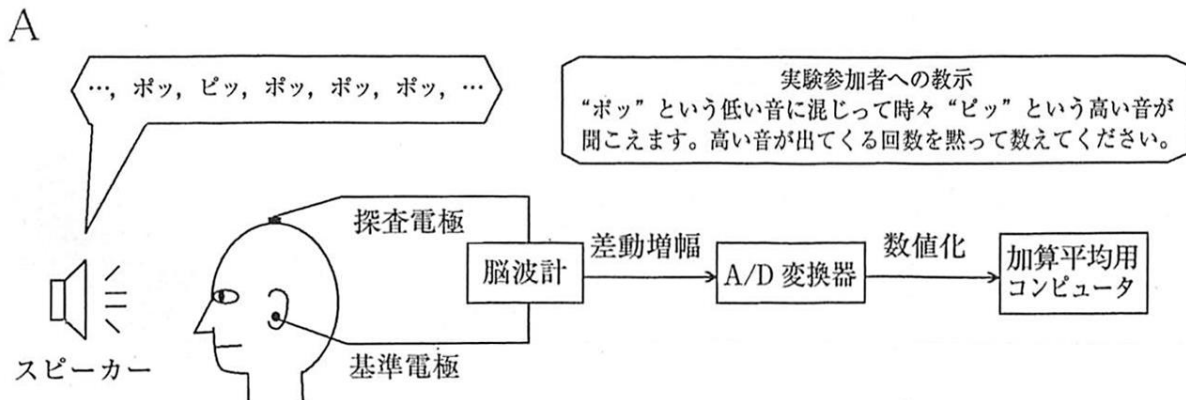 A
…, ポッ, ピッ, ポッ, ポッ, ポッ, …
実験参加者への教示
“ポッ” という低い音に混じって時々 “ピッ” という高い音が
聞こえます。高い音が出てくる回数を黙って数えてください。
探査電極
脳波計
差動増幅
A/D 変換器
数値化
加算平均用
コンピュータ
スピーカー
基準電極